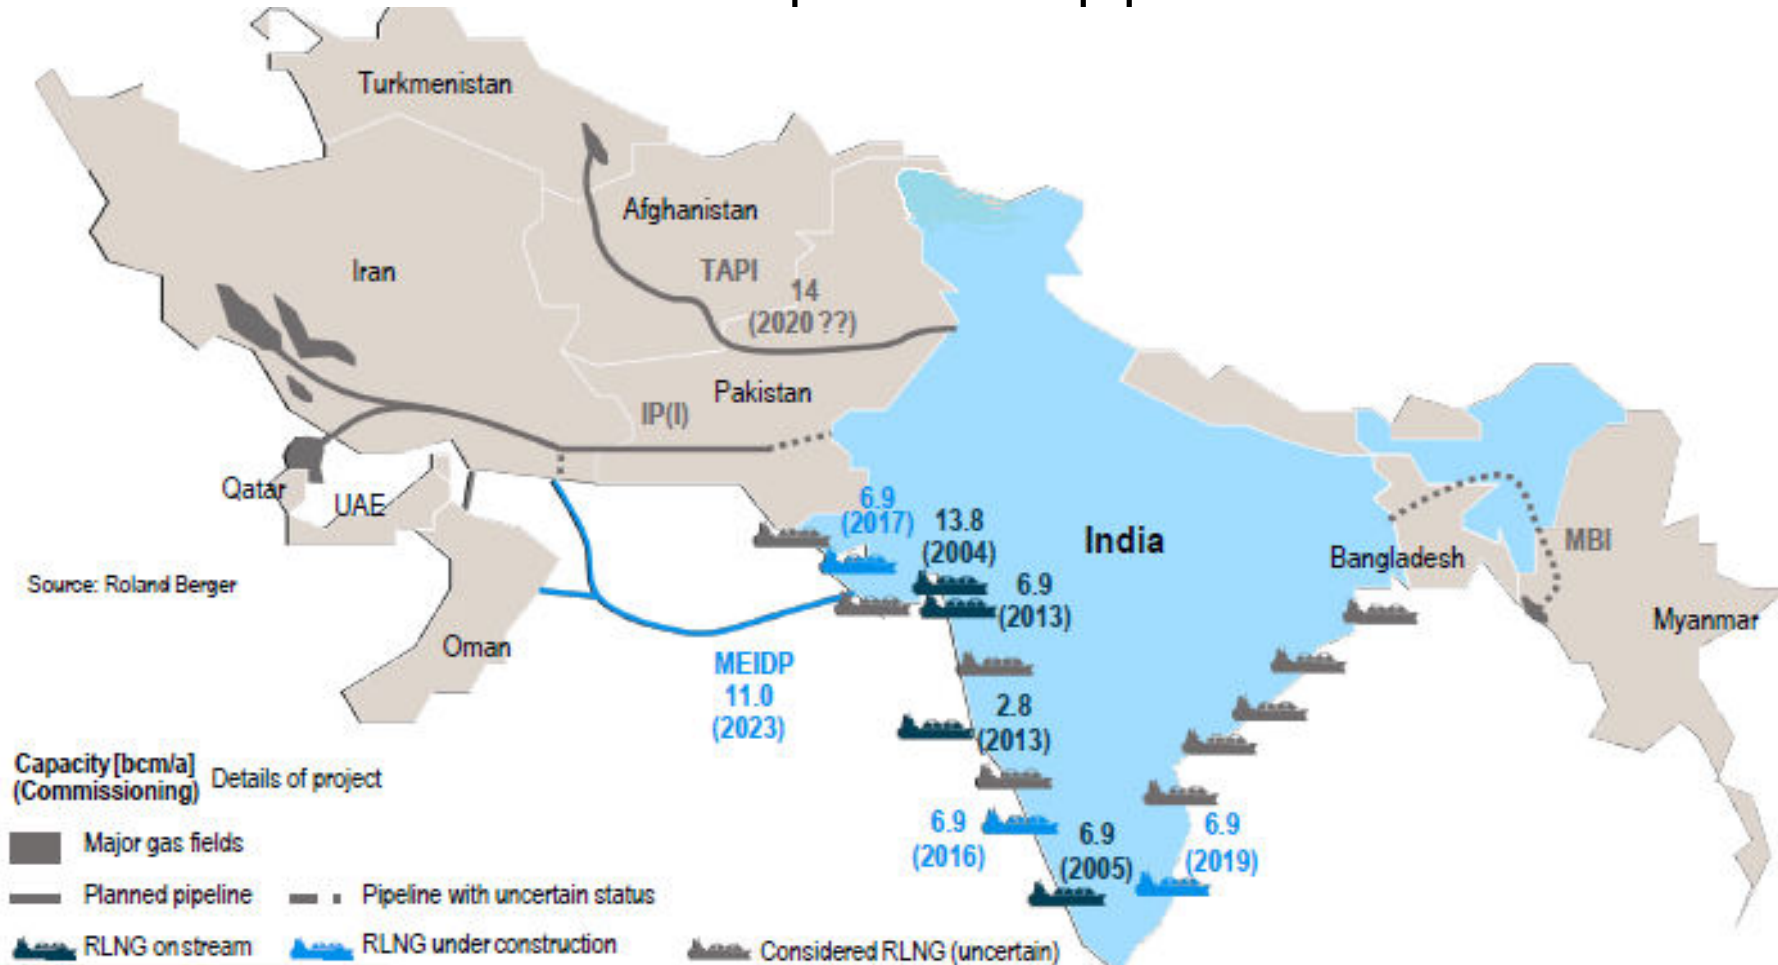 Turkmenistan
Afghanistan
Iran
TAPI
14
(2020 ??)
Pakistan
IP(I)
Qatar
UAE
6.9
(2017)
13.8
(2004)
India
6.9
(2013)
Bangladesh
MBI
Source: Roland Berger
Oman
Myanmar
MEIDP
11.0
(2023)
2.8
(2013)
6.9
(2016)
6.9
(2005)
6.9
(2019)
Capacity [bcm/a]
(Commissioning)
Details of project
Major gas fields
Planned pipeline
Pipeline with uncertain status
RLNG on stream
RLNG under construction
Considered RLNG (uncertain)